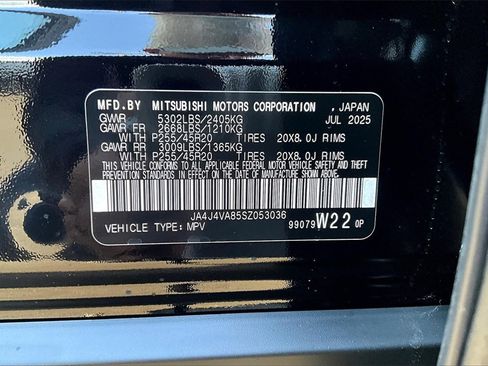 MFD.BY MITSUBISHI MOTORS CORPORATION , JAPAN
GVWR 5302LBS/2405KG JUL 2025
GAWR FR 2668LBS/1210KG
WITH P255/45R20 TIRES 20X8.0J RIMS
GAWR RR 3009LBS/1365KG
WITH P255/45R20 TIRES 20X8.0J RIMS
THIS VEHICLE CONFORMS TO ALL APPLICABLE FEDERAL MOTOR VEHICLE
SAFETY AND THEFT PREVENTION STANDARDS IN EFFECT ON THE DATE OF
MANUFACTURE SHOWN ABOVE.
JA4J4VA85SZ053036
VEHICLE TYPE: MPV 99079 W22 0P